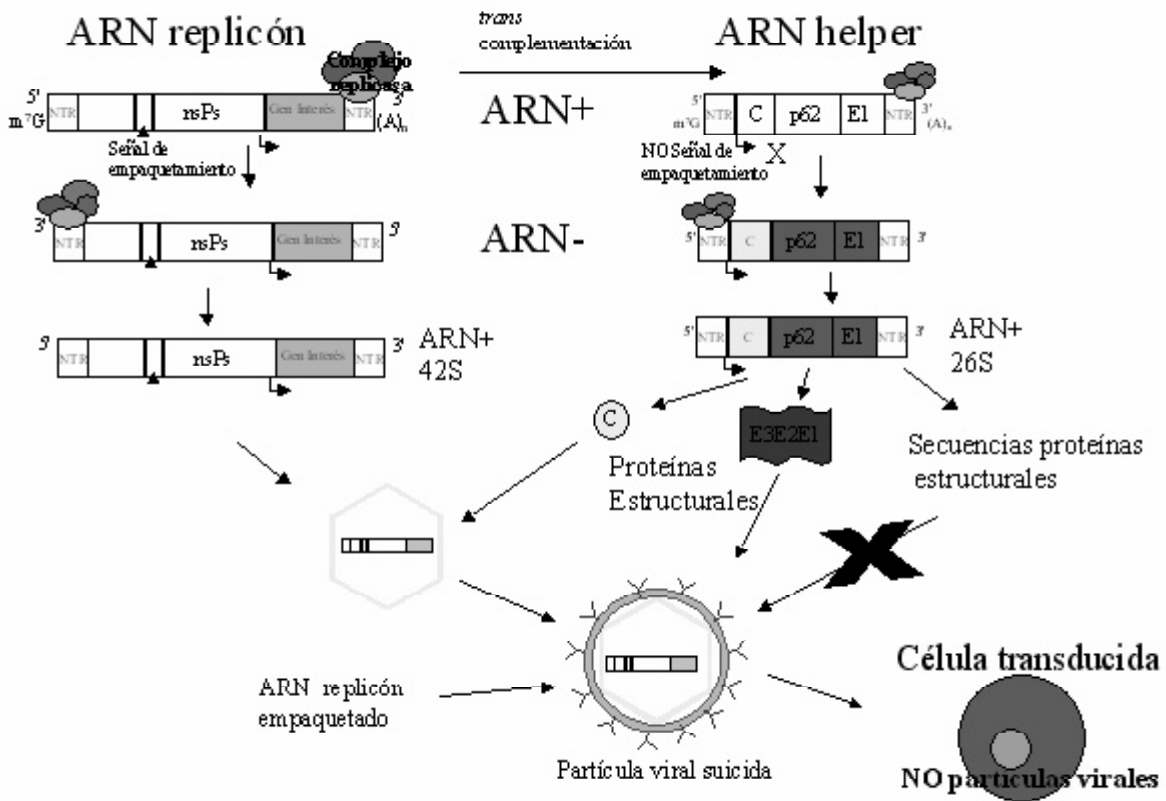 ARN replicón
trans
complementación
ARN helper
Complejo
replicasa
5'
m⁷G
NTR
nsPs
Gen Interés
NTR
3'
(A)n
ARN+
5'
m⁷G
NTR
C
p62
E1
NTR
3'
(A)n
Señal de
empaquetamiento
NO Señal de
empaquetamiento
X
3'
NTR
nsPs
Gen Interés
NTR
5'
ARN-
5'
NTR
C
p62
E1
NTR
3'
5'
NTR
nsPs
Gen Interés
NTR
3'
ARN+
42S
5'
NTR
C
p62
E1
NTR
3'
ARN+
26S
C
E3E2E1
Proteínas
Estructurales
Secuencias proteínas
estructurales
ARN replicón
empaquetado
Partícula viral suicida
Célula transducida
NO partículas virales